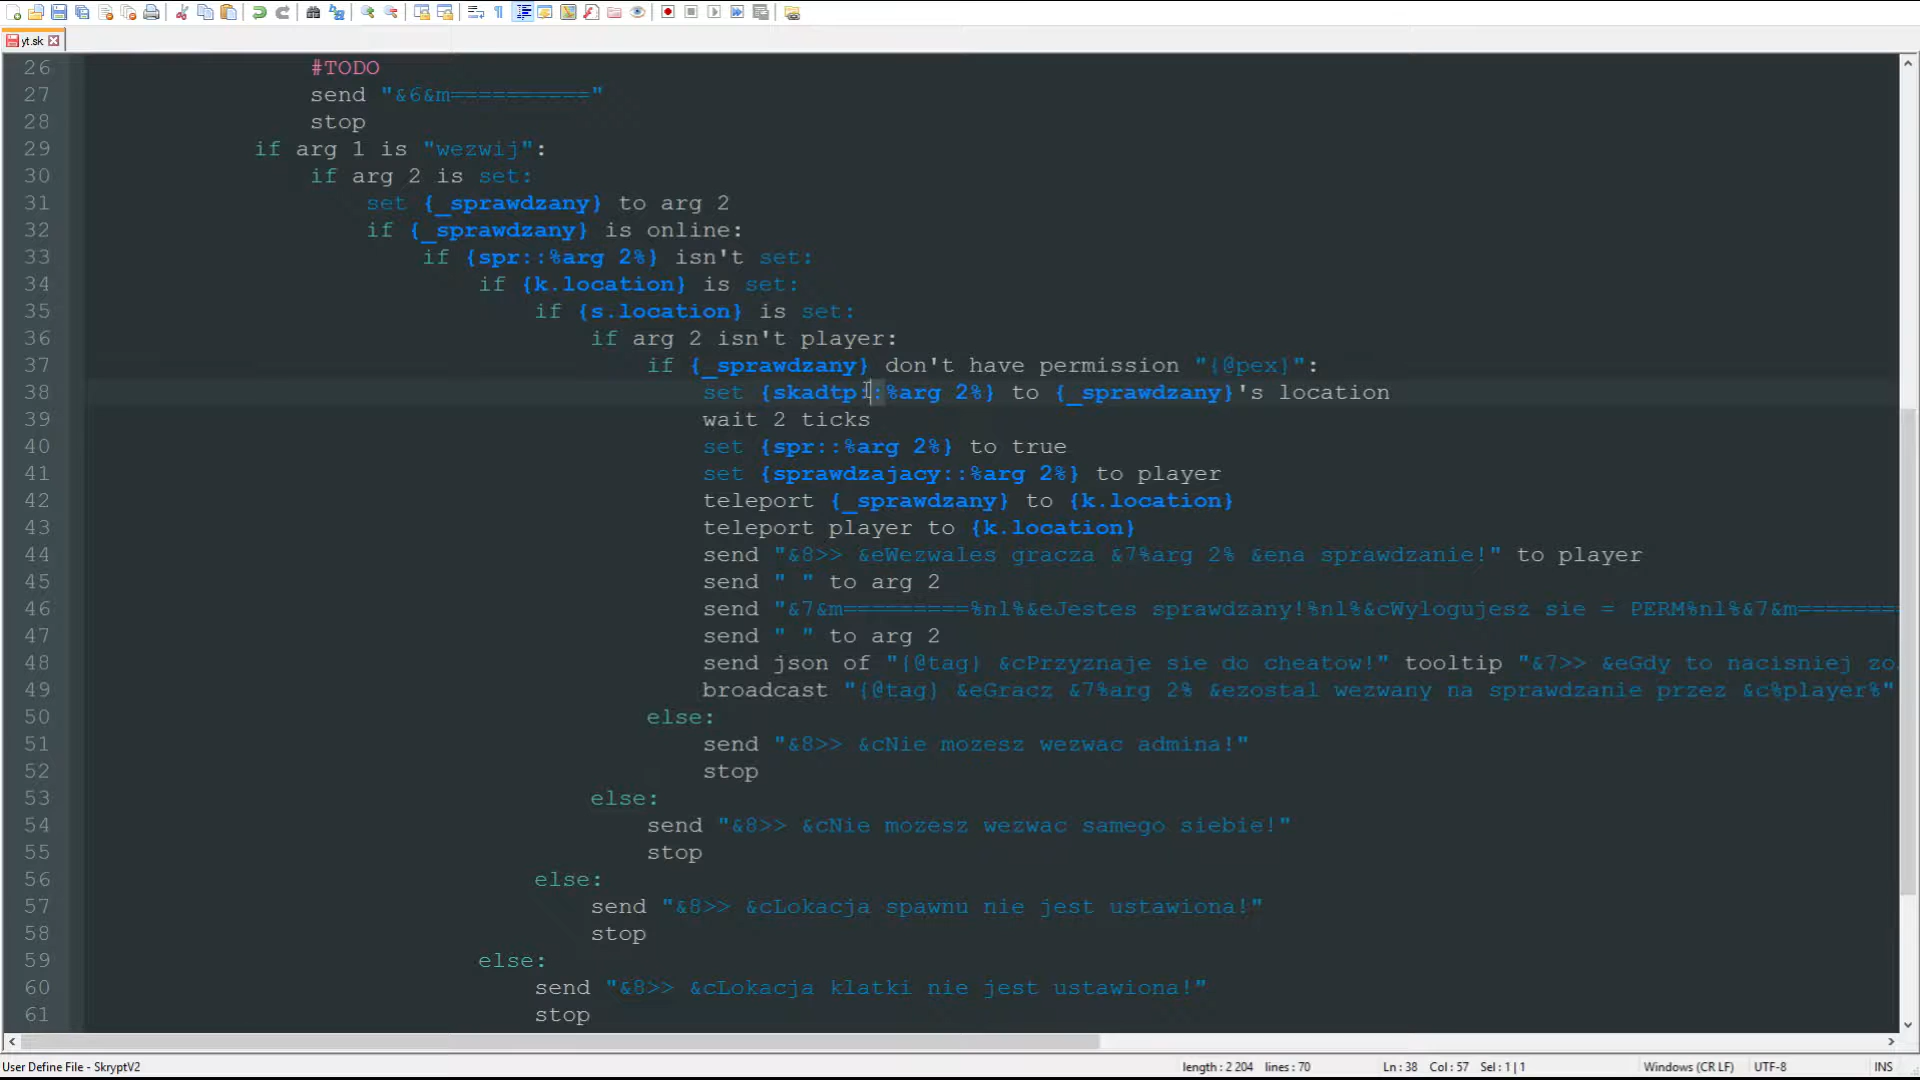 yt.sk
26 #TODO
27 send "&6&m=========="
28 stop
29 if arg 1 is "wezwij":
30 if arg 2 is set:
31 set {_sprawdzany} to arg 2
32 if {_sprawdzany} is online:
33 if {spr::%arg 2%} isn't set:
34 if {k.location} is set:
35 if {s.location} is set:
36 if arg 2 isn't player:
37 if {_sprawdzany} don't have permission "{@pex}":
38 set {skadtp::%arg 2%} to {_sprawdzany}'s location
39 wait 2 ticks
40 set {spr::%arg 2%} to true
41 set {sprawdzajacy::%arg 2%} to player
42 teleport {_sprawdzany} to {k.location}
43 teleport player to {k.location}
44 send "&8>> &eWezwales gracza &7%arg 2% &ena sprawdzanie!" to player
45 send " " to arg 2
46 send "&7&m=========%nl%&eJestes sprawdzany!%nl%&cWylogujesz sie = PERM%nl%&7&m=======
47 send " " to arg 2
48 send json of "{@tag} &cPrzyznaje sie do cheatow!" tooltip "&7>> &eGdy to nacisniej zo
49 broadcast "{@tag} &eGracz &7%arg 2% &ezostal wezwany na sprawdzanie przez &c%player%"
50 else:
51 send "&8>> &cNie mozesz wezwac admina!"
52 stop
53 else:
54 send "&8>> &cNie mozesz wezwac samego siebie!"
55 stop
56 else:
57 send "&8>> &cLokacja spawnu nie jest ustawiona!"
58 stop
59 else:
60 send "&8>> &cLokacja klatki nie jest ustawiona!"
61 stop
User Define File - SkryptV2 length : 2 204 lines : 70 Ln : 38 Col : 57 Sel : 1 | 1 Windows (CR LF) UTF-8 INS